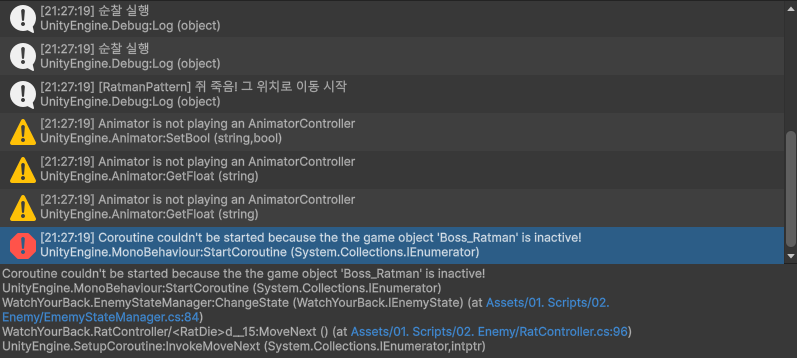 [21:27:19] 순찰 실행
UnityEngine.Debug:Log (object)
[21:27:19] 순찰 실행
UnityEngine.Debug:Log (object)
[21:27:19] [RatmanPattern] 쥐 죽음! 그 위치로 이동 시작
UnityEngine.Debug:Log (object)
[21:27:19] Animator is not playing an AnimatorController
UnityEngine.Animator:SetBool (string,bool)
[21:27:19] Animator is not playing an AnimatorController
UnityEngine.Animator:GetFloat (string)
[21:27:19] Animator is not playing an AnimatorController
UnityEngine.Animator:GetFloat (string)
[21:27:19] Coroutine couldn't be started because the the game object 'Boss_Ratman' is inactive!
UnityEngine.MonoBehaviour:StartCoroutine (System.Collections.IEnumerator)
Coroutine couldn't be started because the the game object 'Boss_Ratman' is inactive!
UnityEngine.MonoBehaviour:StartCoroutine (System.Collections.IEnumerator)
WatchYourBack.EnemyStateManager:ChangeState (WatchYourBack.IEnemyState) (at Assets/01. Scripts/02.
Enemy/EmemyStateManager.cs:84)
WatchYourBack.RatController/<RatDie>d__15:MoveNext () (at Assets/01. Scripts/02. Enemy/RatController.cs:96)
UnityEngine.SetupCoroutine:InvokeMoveNext (System.Collections.IEnumerator,intptr)